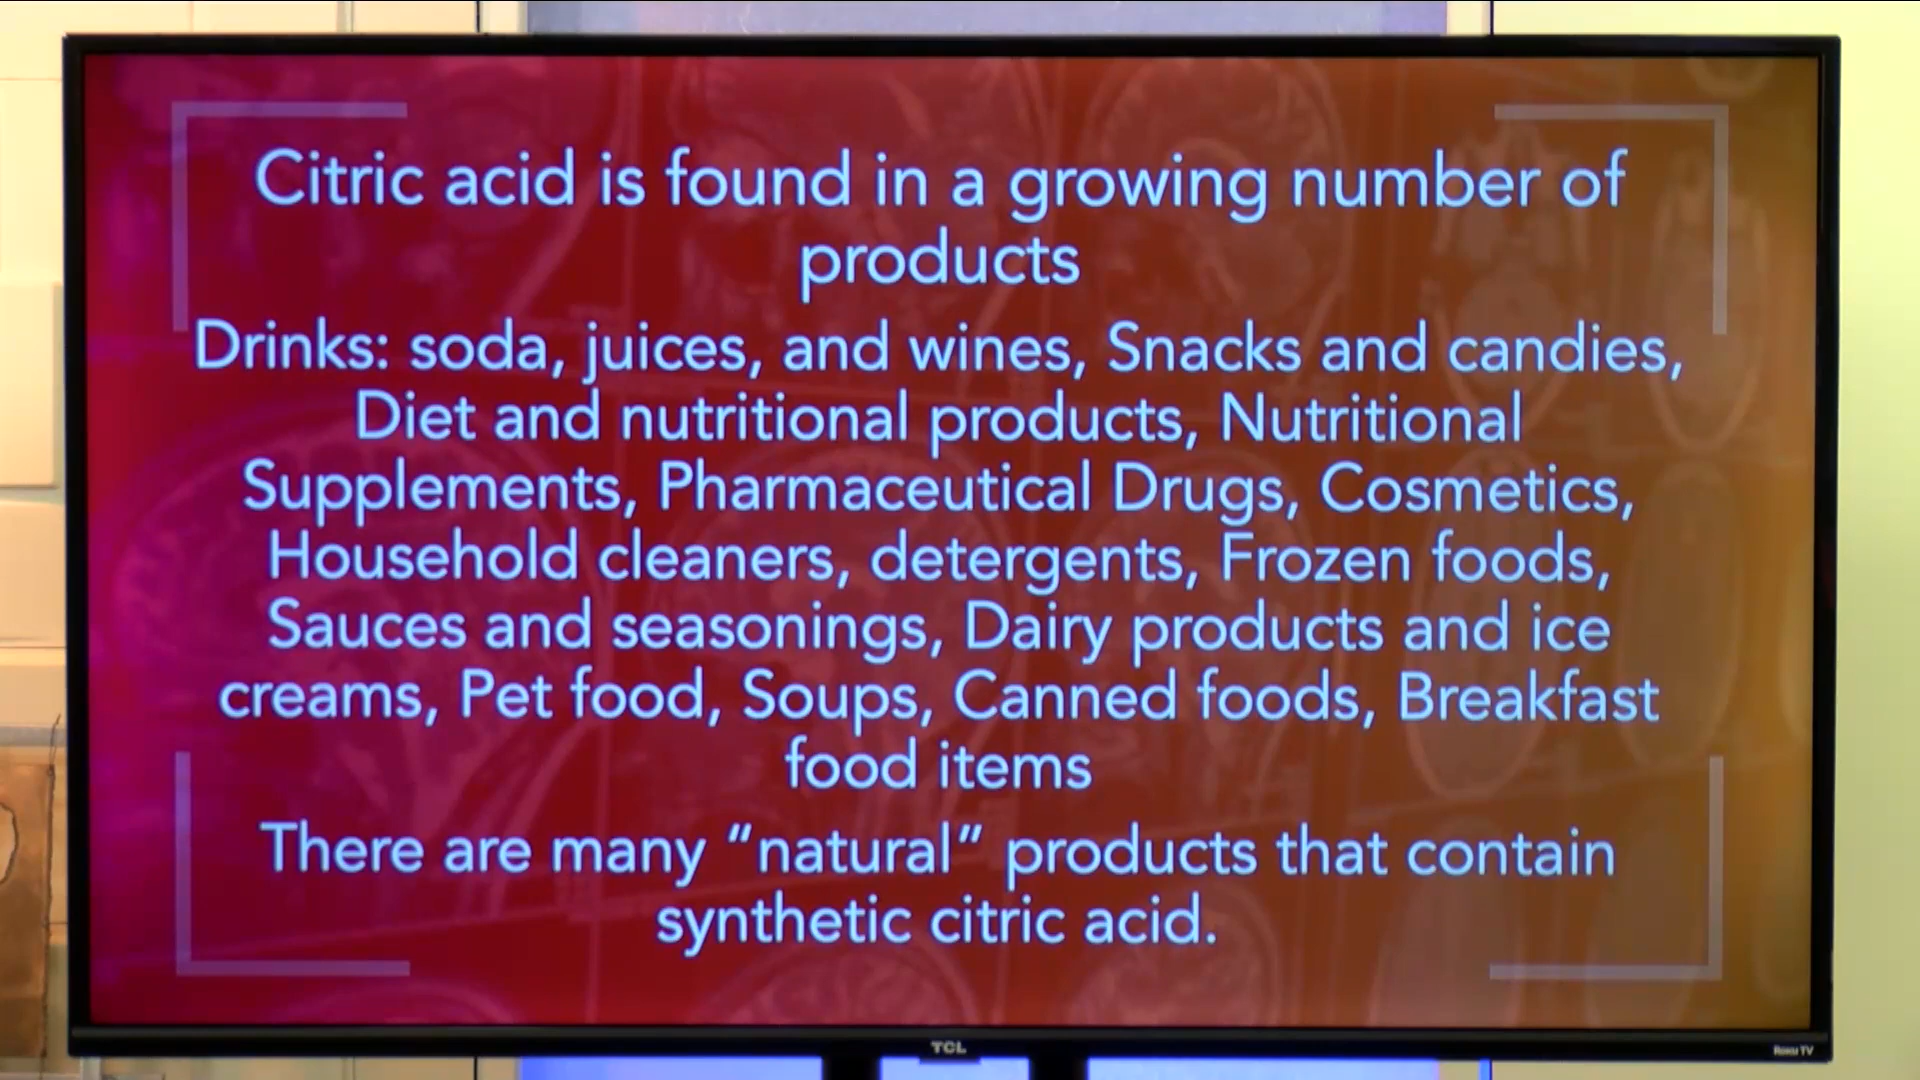 Citric acid is found in a growing number of
products
Drinks: soda, juices, and wines, Snacks and candies,
Diet and nutritional products, Nutritional
Supplements, Pharmaceutical Drugs, Cosmetics,
Household cleaners, detergents, Frozen foods,
Sauces and seasonings, Dairy products and ice
creams, Pet food, Soups, Canned foods, Breakfast
food items
There are many “natural” products that contain
synthetic citric acid.
TCL
Roku TV